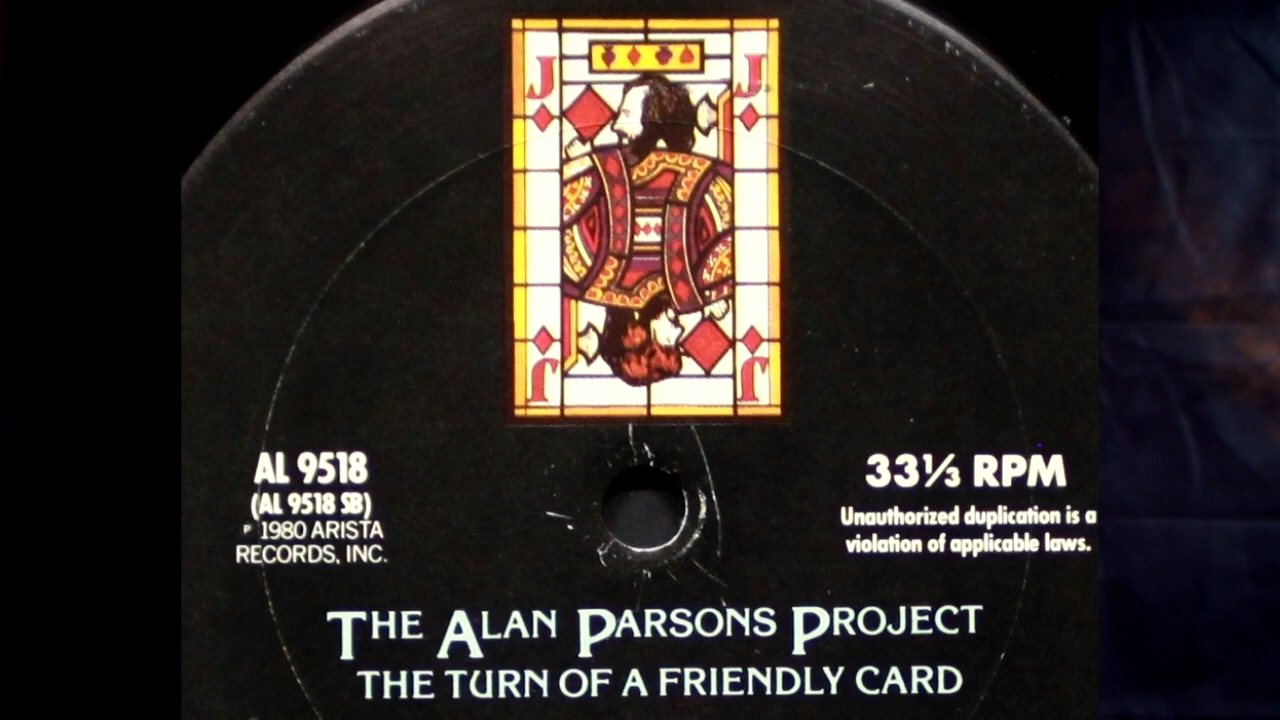 J J
J J
AL 9518
(AL 9518 SB)
℗ 1980 ARISTA
RECORDS, INC.
33⅓ RPM
Unauthorized duplication is a
violation of applicable laws.
THE ALAN PARSONS PROJECT
THE TURN OF A FRIENDLY CARD